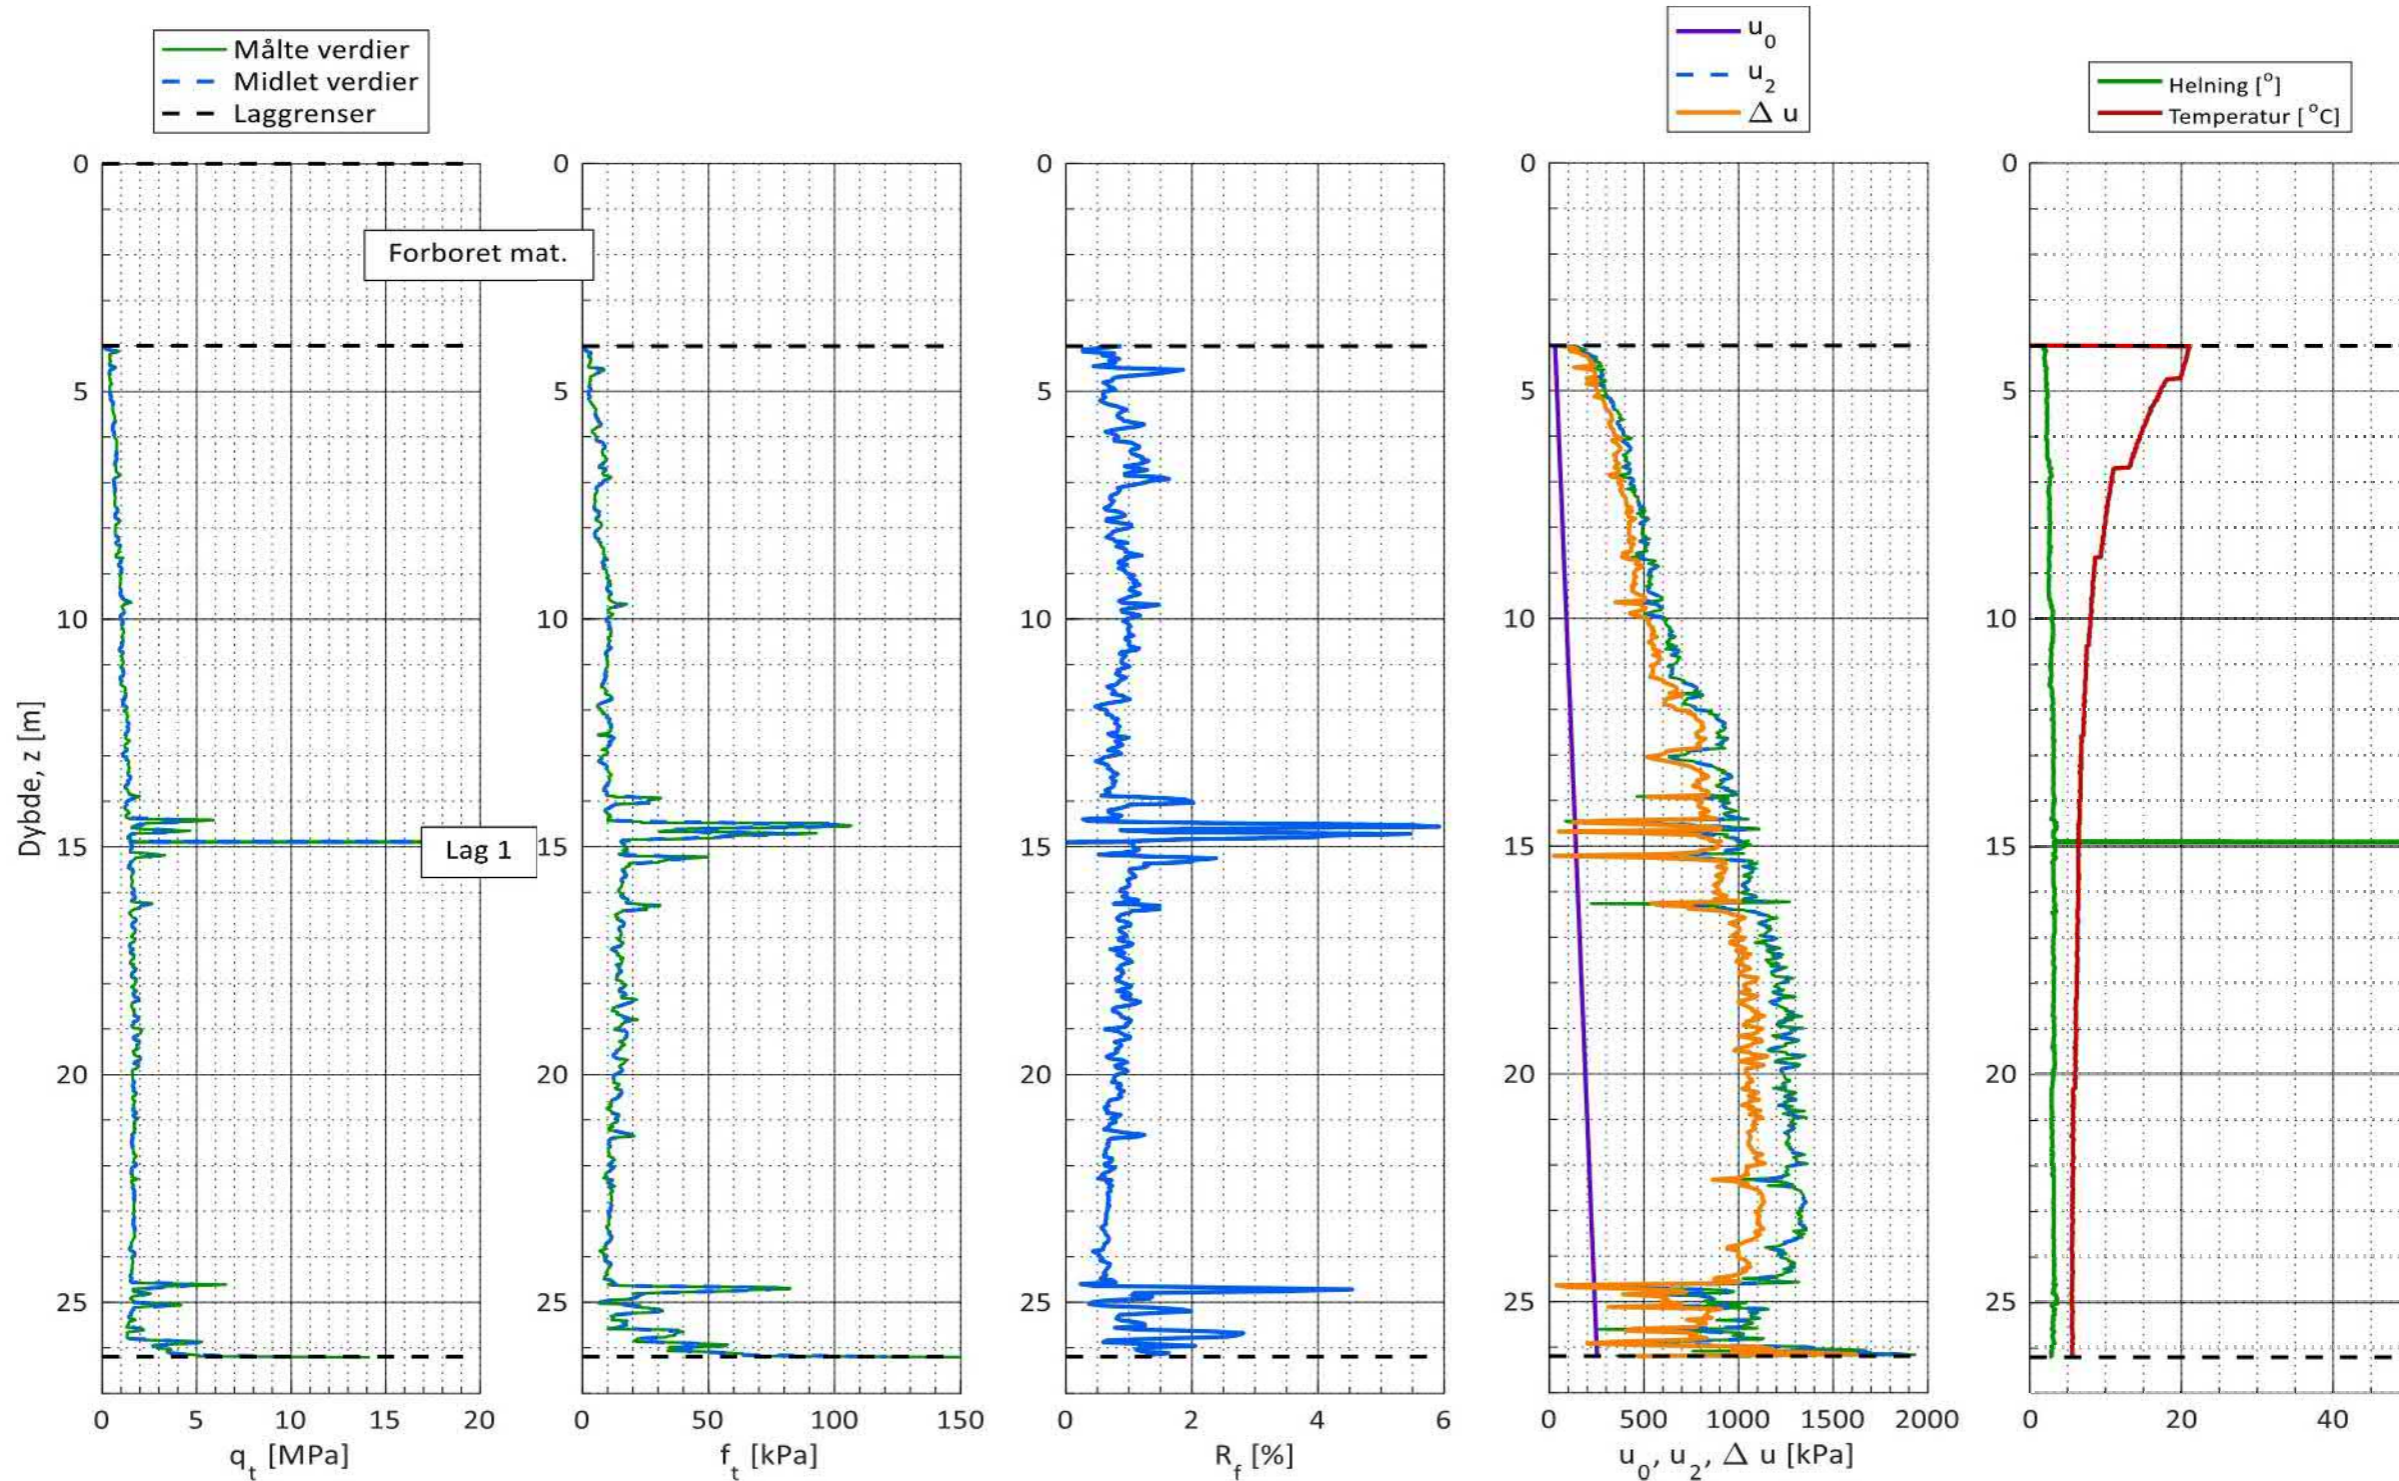 Målte verdier
Midlet verdier
Laggrenser
u0
u2
Δ u
Helning [°]
Temperatur [°C]
Dybde, z [m]
0
5
10
15
20
25
Forboret mat.
Lag 1
0 5 10 15 20
qt [MPa]
0
5
10
15
20
25
0 50 100 150
ft [kPa]
0
5
10
15
20
25
0 2 4 6
Rf [%]
0
5
10
15
20
25
0 500 1000 1500 2000
u0, u2, Δ u [kPa]
0
5
10
15
20
25
0 20 40